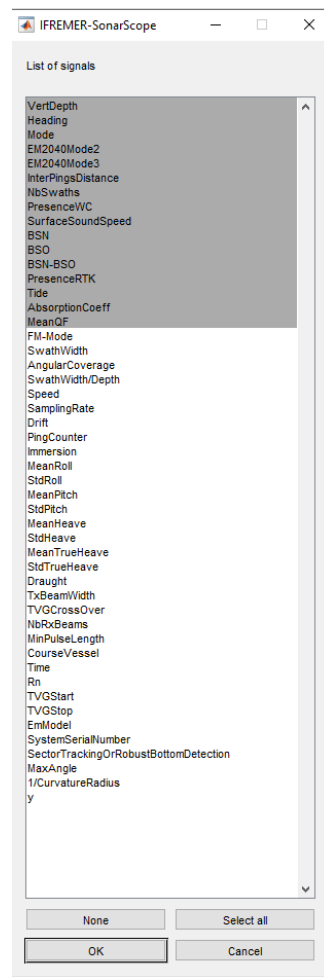 IFREMER-SonarScope
List of signals
VertDepth
Heading
Mode
EM2040Mode2
EM2040Mode3
InterPingsDistance
NbSwaths
PresenceWC
SurfaceSoundSpeed
BSN
BSO
BSN-BSO
PresenceRTK
Tide
AbsorptionCoeff
MeanQF
FM-Mode
SwathWidth
AngularCoverage
SwathWidth/Depth
Speed
SamplingRate
Drift
PingCounter
Immersion
MeanRoll
StdRoll
MeanPitch
StdPitch
MeanHeave
StdHeave
MeanTrueHeave
StdTrueHeave
Draught
TxBeamWidth
TVGCrossOver
NbRxBeams
MinPulseLength
CourseVessel
Time
Rn
TVGStart
TVGStop
EmModel
SystemSerialNumber
SectorTrackingOrRobustBottomDetection
MaxAngle
1/CurvatureRadius
y
None Select all
OK Cancel